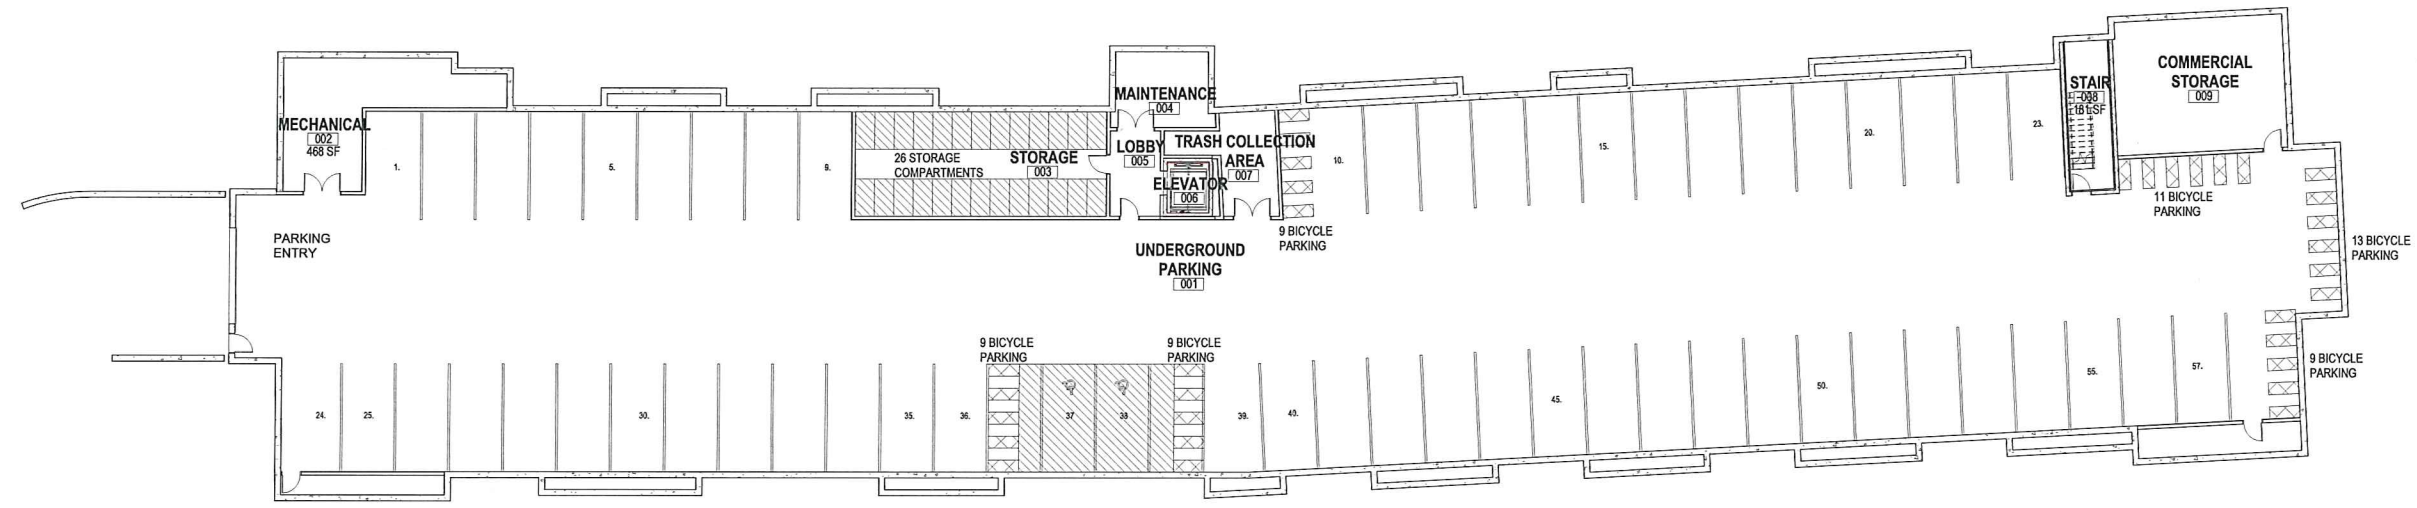 MECHANICAL
002
468 SF
PARKING
ENTRY
1.
5.
9.
26 STORAGE
COMPARTMENTS
STORAGE
003
MAINTENANCE
004
LOBBY
005
TRASH COLLECTION
AREA
007
ELEVATOR
006
9 BICYCLE
PARKING
UNDERGROUND
PARKING
001
10.
15.
20.
23.
STAIR
008
181 SF
COMMERCIAL
STORAGE
009
11 BICYCLE
PARKING
13 BICYCLE
PARKING
9 BICYCLE
PARKING
24.
25.
30.
35.
36.
9 BICYCLE
PARKING
37
38
9 BICYCLE
PARKING
39.
40.
45.
50.
55.
57.